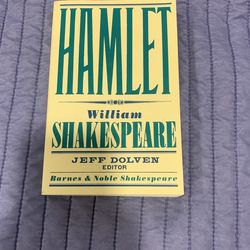 HAMLET
William
SHAKESPEARE
JEFF DOLVEN
EDITOR
Barnes & Noble Shakespeare